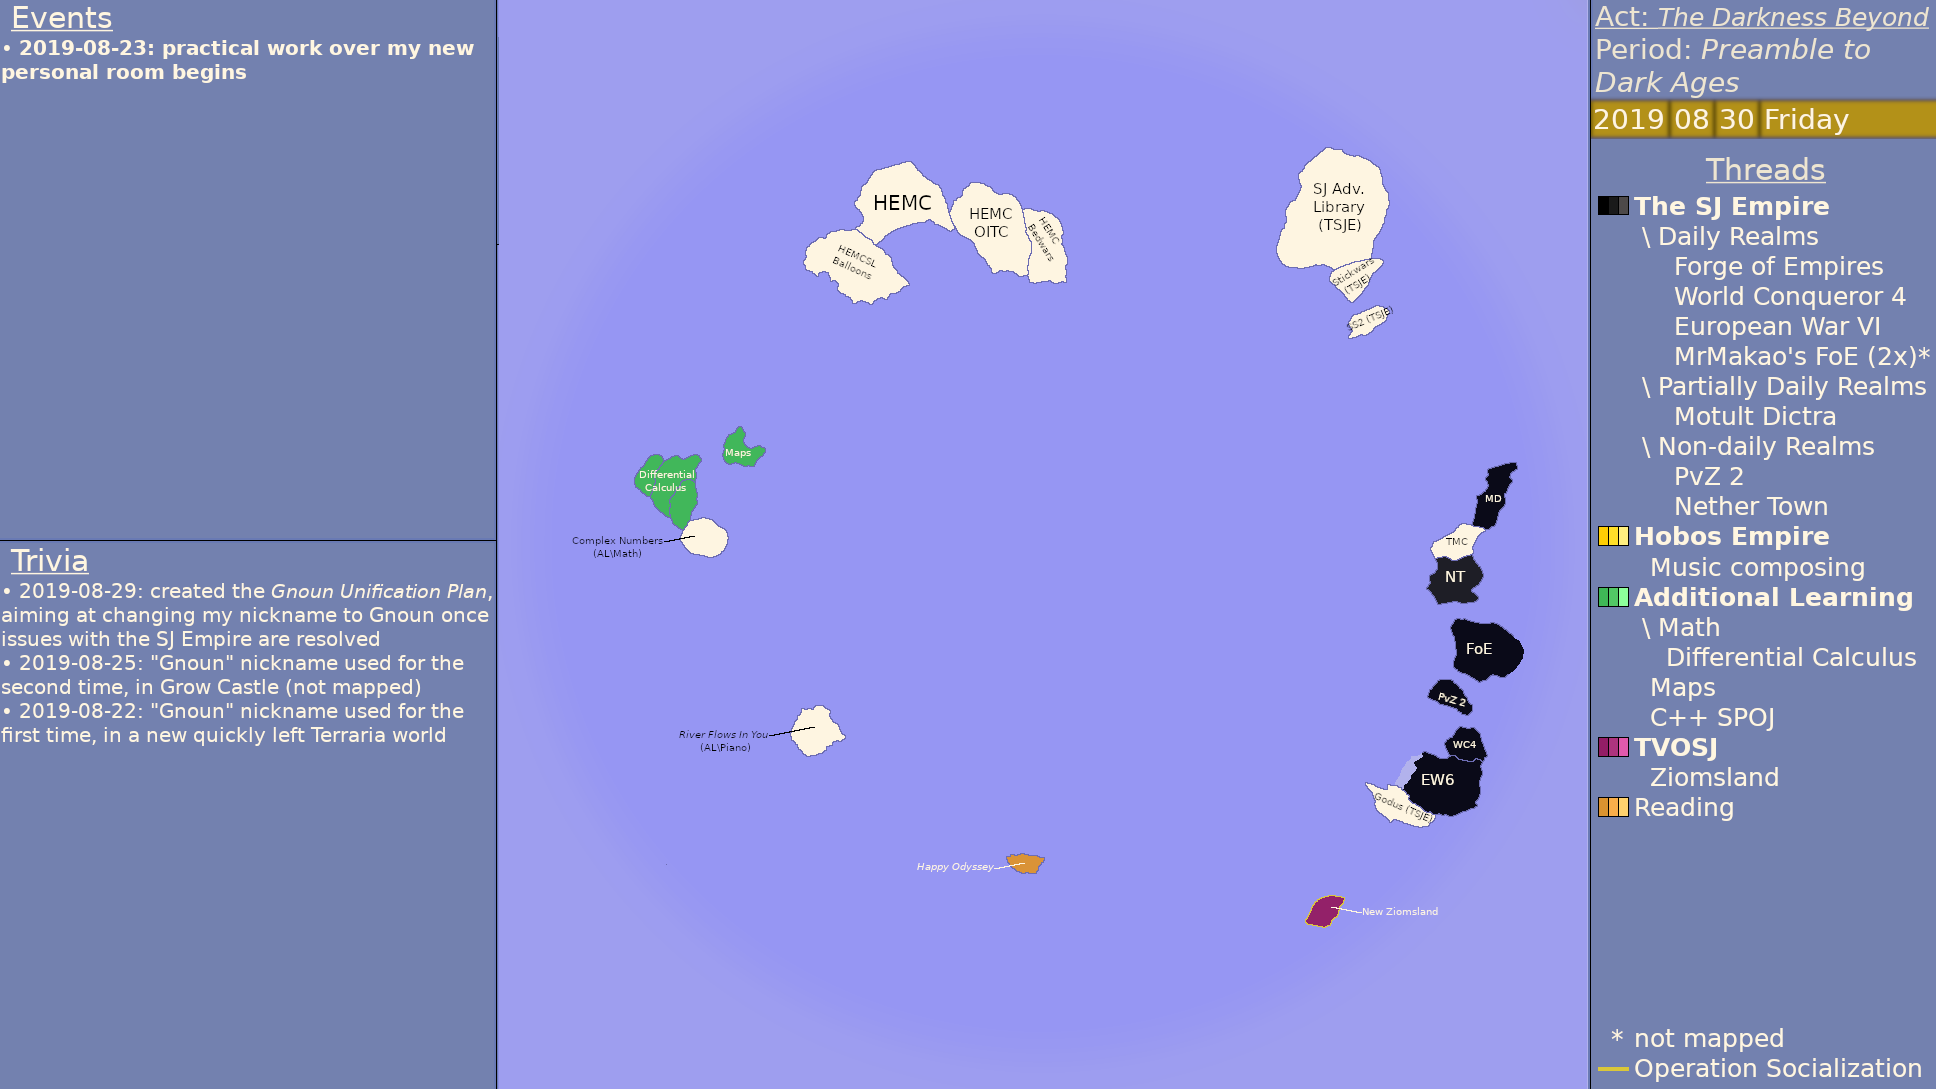 Events
• 2019-08-23: practical work over my new
personal room begins
Trivia
• 2019-08-29: created the Gnoun Unification Plan,
aiming at changing my nickname to Gnoun once
issues with the SJ Empire are resolved
• 2019-08-25: "Gnoun" nickname used for the
second time, in Grow Castle (not mapped)
• 2019-08-22: "Gnoun" nickname used for the
first time, in a new quickly left Terraria world
HEMC
HEMCSL
Balloons
HEMC
OITC
HEMC
Bedwars
SJ Adv.
Library
(TSJE)
Stickwars
(TSJE)
SS2 (TSJE)
Maps
Differential
Calculus
Complex Numbers
(AL\Math)
MD
TMC
NT
FoE
PvZ 2
WC4
EW6
Godus (TSJE)
River Flows In You
(AL\Piano)
Happy Odyssey
New Ziomsland
Act: The Darkness Beyond
Period: Preamble to
Dark Ages
2019 08 30 Friday
Threads
The SJ Empire
\ Daily Realms
Forge of Empires
World Conqueror 4
European War VI
MrMakao's FoE (2x)*
\ Partially Daily Realms
Motult Dictra
\ Non-daily Realms
PvZ 2
Nether Town
Hobos Empire
Music composing
Additional Learning
\ Math
Differential Calculus
Maps
C++ SPOJ
TVOSJ
Ziomsland
Reading
* not mapped
Operation Socialization